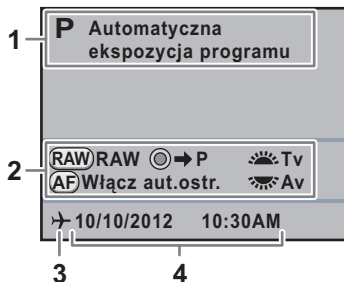 1
P Automatyczna
ekspozycja programu
2
RAW RAW ➡ P Tv
AF Włącz aut.ostr. Av
10/10/2012 10:30AM
3 4